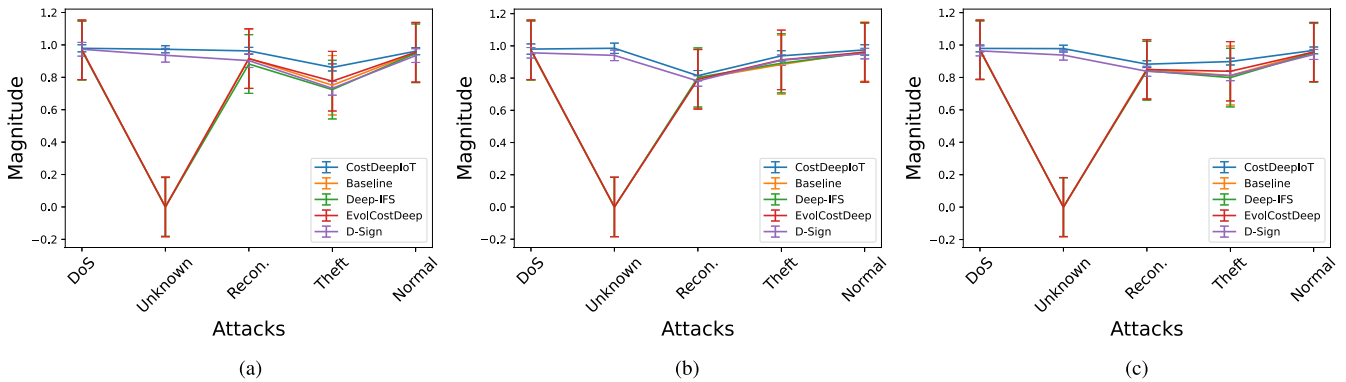 1.2
1.0
0.8
0.6
0.4
0.2
0.0
−0.2
Magnitude
CostDeepIoT
Baseline
Deep-IFS
EvolCostDeep
D-Sign
DoS
Unknown
Recon.
Theft
Normal
Attacks
(a)
1.2
1.0
0.8
0.6
0.4
0.2
0.0
−0.2
Magnitude
CostDeepIoT
Baseline
Deep-IFS
EvolCostDeep
D-Sign
DoS
Unknown
Recon.
Theft
Normal
Attacks
(b)
1.2
1.0
0.8
0.6
0.4
0.2
0.0
−0.2
Magnitude
CostDeepIoT
Baseline
Deep-IFS
EvolCostDeep
D-Sign
DoS
Unknown
Recon.
Theft
Normal
Attacks
(c)